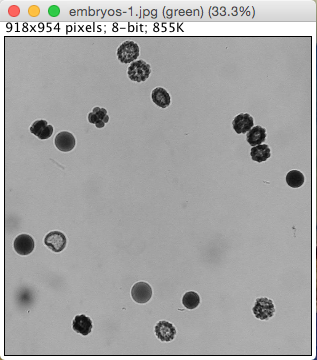 embryos-1.jpg (green) (33.3%)
918x954 pixels; 8-bit; 855K